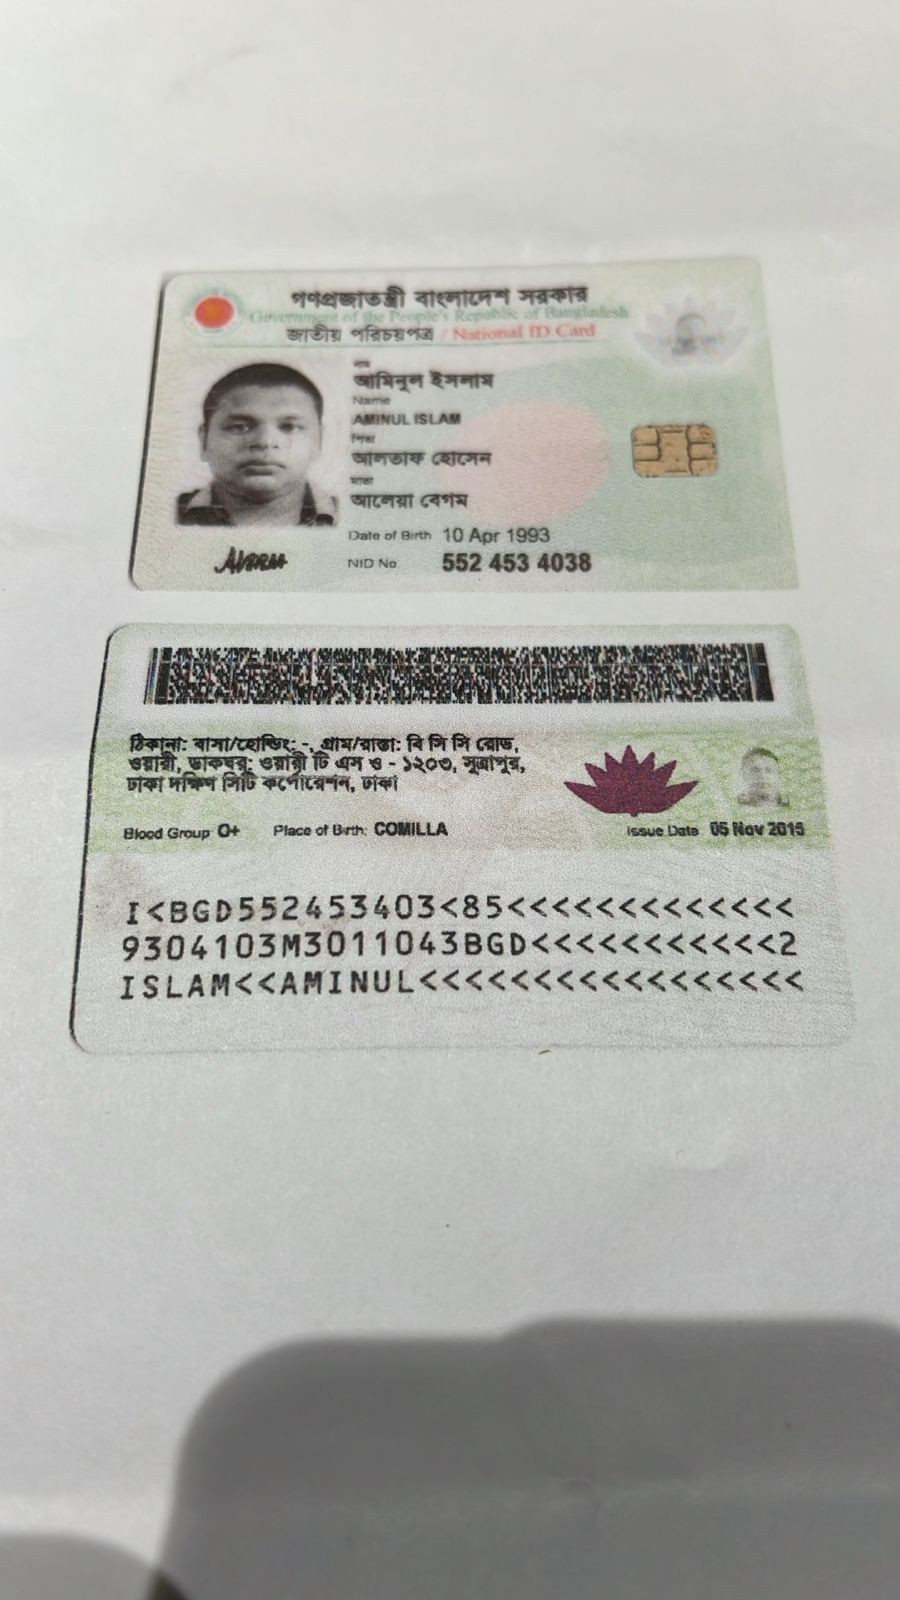 গণপ্রজাতন্ত্রী বাংলাদেশ সরকার
Government of the People's Republic of Bangladesh
জাতীয় পরিচয়পত্র / National ID Card
নাম
আমিনুল ইসলাম
Name
AMINUL ISLAM
পিতা
আলতাফ হোসেন
মাতা
আলেয়া বেগম
Date of Birth 10 Apr 1993
NID No 552 453 4038
ঠিকানা: বাসা/হোল্ডিং: -, গ্রাম/রাস্তা: বি সি সি রোড,
ওয়ারী, ডাকঘর: ওয়ারী টি এস ও - ১২০৩, সূত্রাপুর,
ঢাকা দক্ষিণ সিটি কর্পোরেশন, ঢাকা
Blood Group O+ Place of Birth: COMILLA Issue Date 05 Nov 2015
I<BGD552453403<85<<<<<<<<<<<<<
9304103M3011043BGD<<<<<<<<<<<2
ISLAM<<AMINUL<<<<<<<<<<<<<<<<<